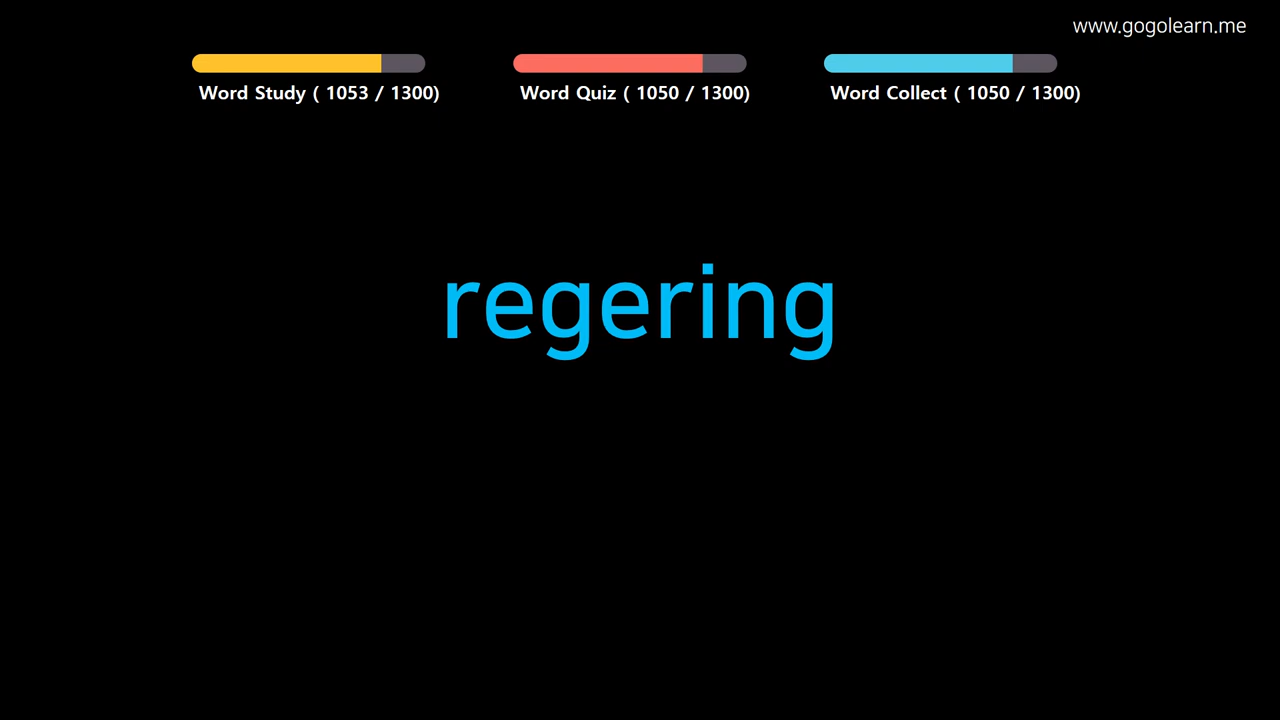 www.gogolearn.me
Word Study ( 1053 / 1300)
Word Quiz ( 1050 / 1300)
Word Collect ( 1050 / 1300)
regering